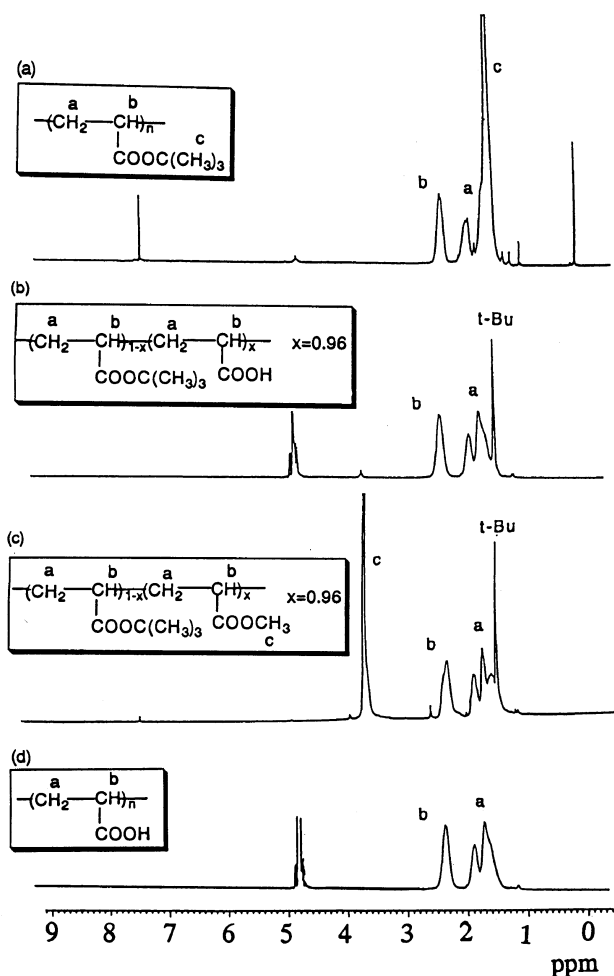 (a)
a b
—(CH2—CH)n—
c
COOC(CH3)3
c
b a
(b)
a b a b
—(CH2—CH)1-x(CH2—CH)x— x=0.96
COOC(CH3)3 COOH
t-Bu
b a
(c)
a b a b
—(CH2—CH)1-x(CH2—CH)x— x=0.96
COOC(CH3)3 COOCH3
c
c
t-Bu
b a
(d)
a b
—(CH2—CH)n—
COOH
b a
9 7 5 4 3 2 1 0
ppm